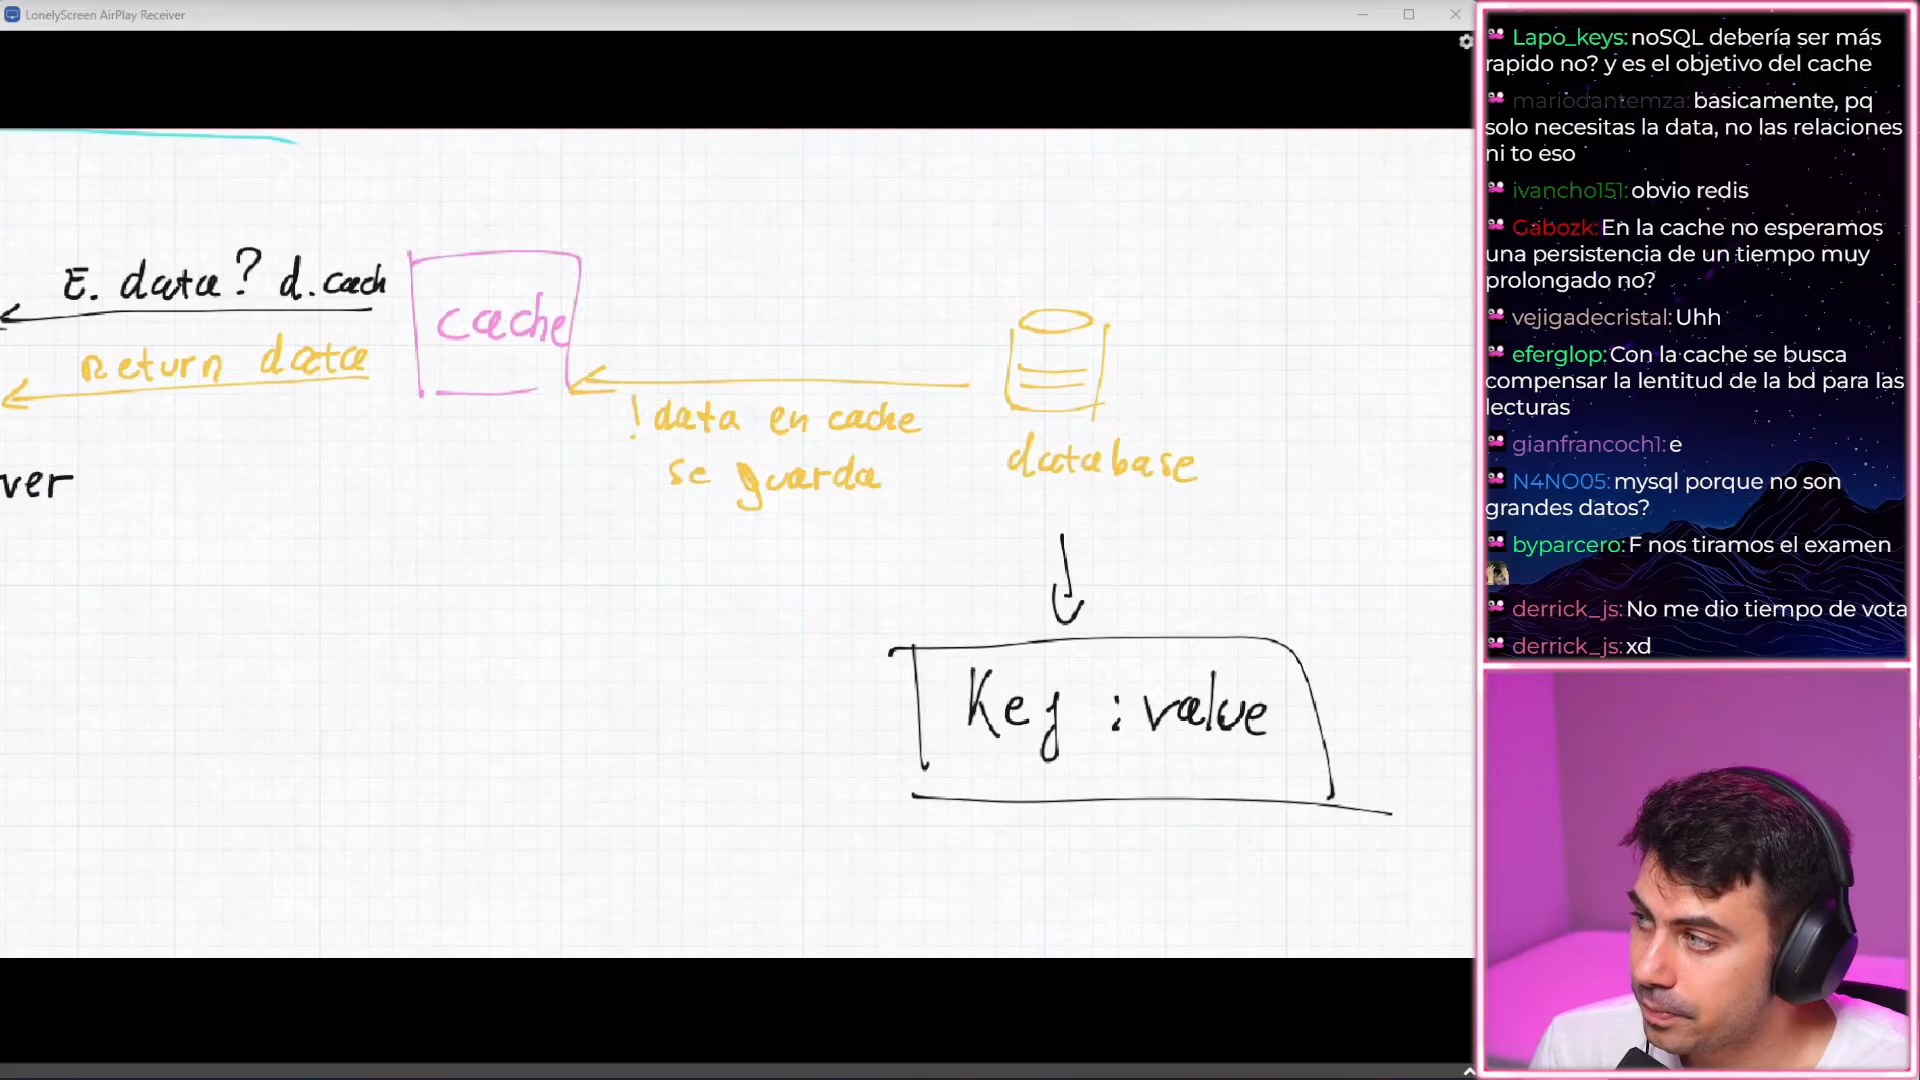 LonelyScreen AirPlay Receiver
E. data? d.cach
return data
ver
cache
! data en cache
se guarda
database
Key : value
Lapo_keys: noSQL debería ser más
rapido no? y es el objetivo del cache
mariodantemza: basicamente, pq
solo necesitas la data, no las relaciones
ni to eso
ivancho151: obvio redis
Gabozk: En la cache no esperamos
una persistencia de un tiempo muy
prolongado no?
vejigadecristal: Uhh
eferglop: Con la cache se busca
compensar la lentitud de la bd para las
lecturas
gianfrancoch1: e
N4NO05: mysql porque no son
grandes datos?
byparcero: F nos tiramos el examen
derrick_js: No me dio tiempo de vota
derrick_js: xd